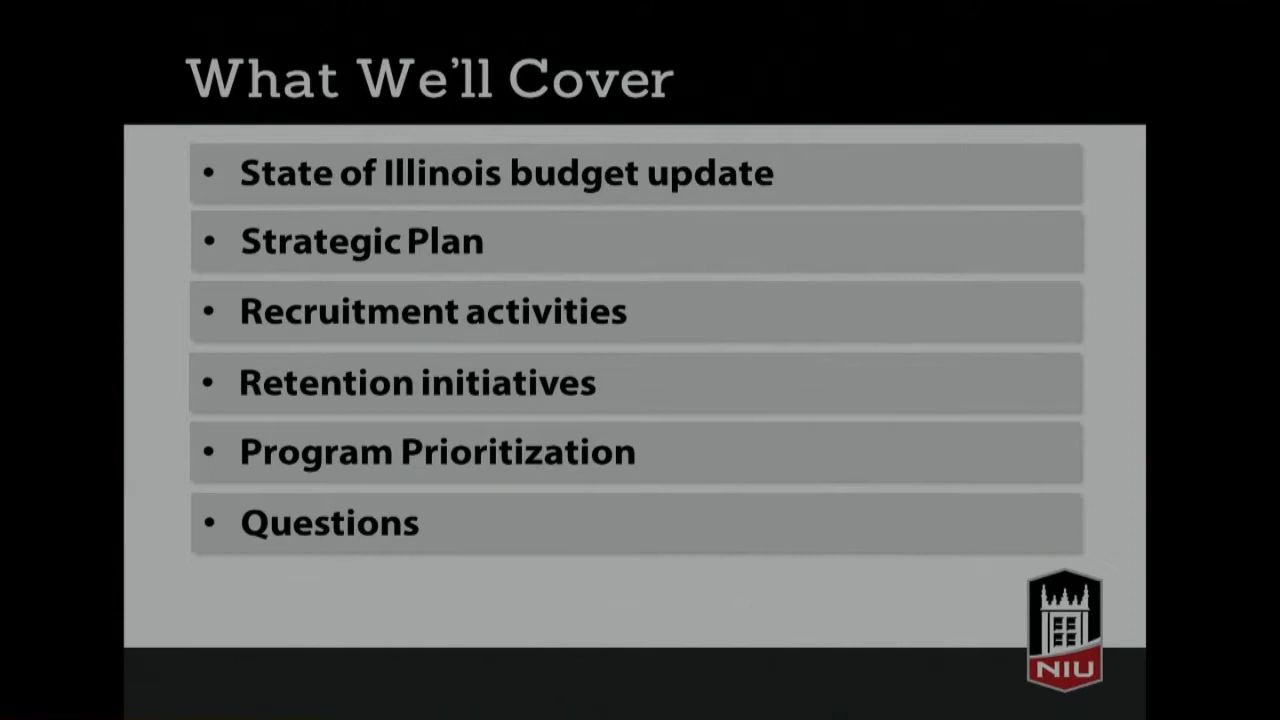 What We'll Cover
• State of Illinois budget update
• Strategic Plan
• Recruitment activities
• Retention initiatives
• Program Prioritization
• Questions
NIU